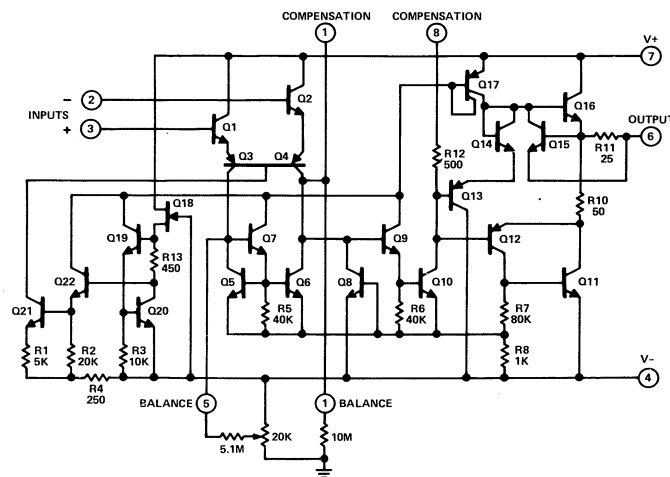 COMPENSATION COMPENSATION
1 8
V+
7
Q17
Q2
Q16
− 2
INPUTS
+ 3
Q1
OUTPUT
6
Q14 Q15
R11
25
Q3 Q4
R12
500
Q18
Q13
R10
50
Q19
R13
450
Q7
Q9
Q12
Q22
Q5 Q6 Q8 Q10 Q11
Q21
Q20
R5
40K
R6
40K
R7
80K
R1
5K
R2
20K
R3
10K
R8
1K
R4
250
V−
4
BALANCE 5 1 BALANCE
20K
10M
5.1M